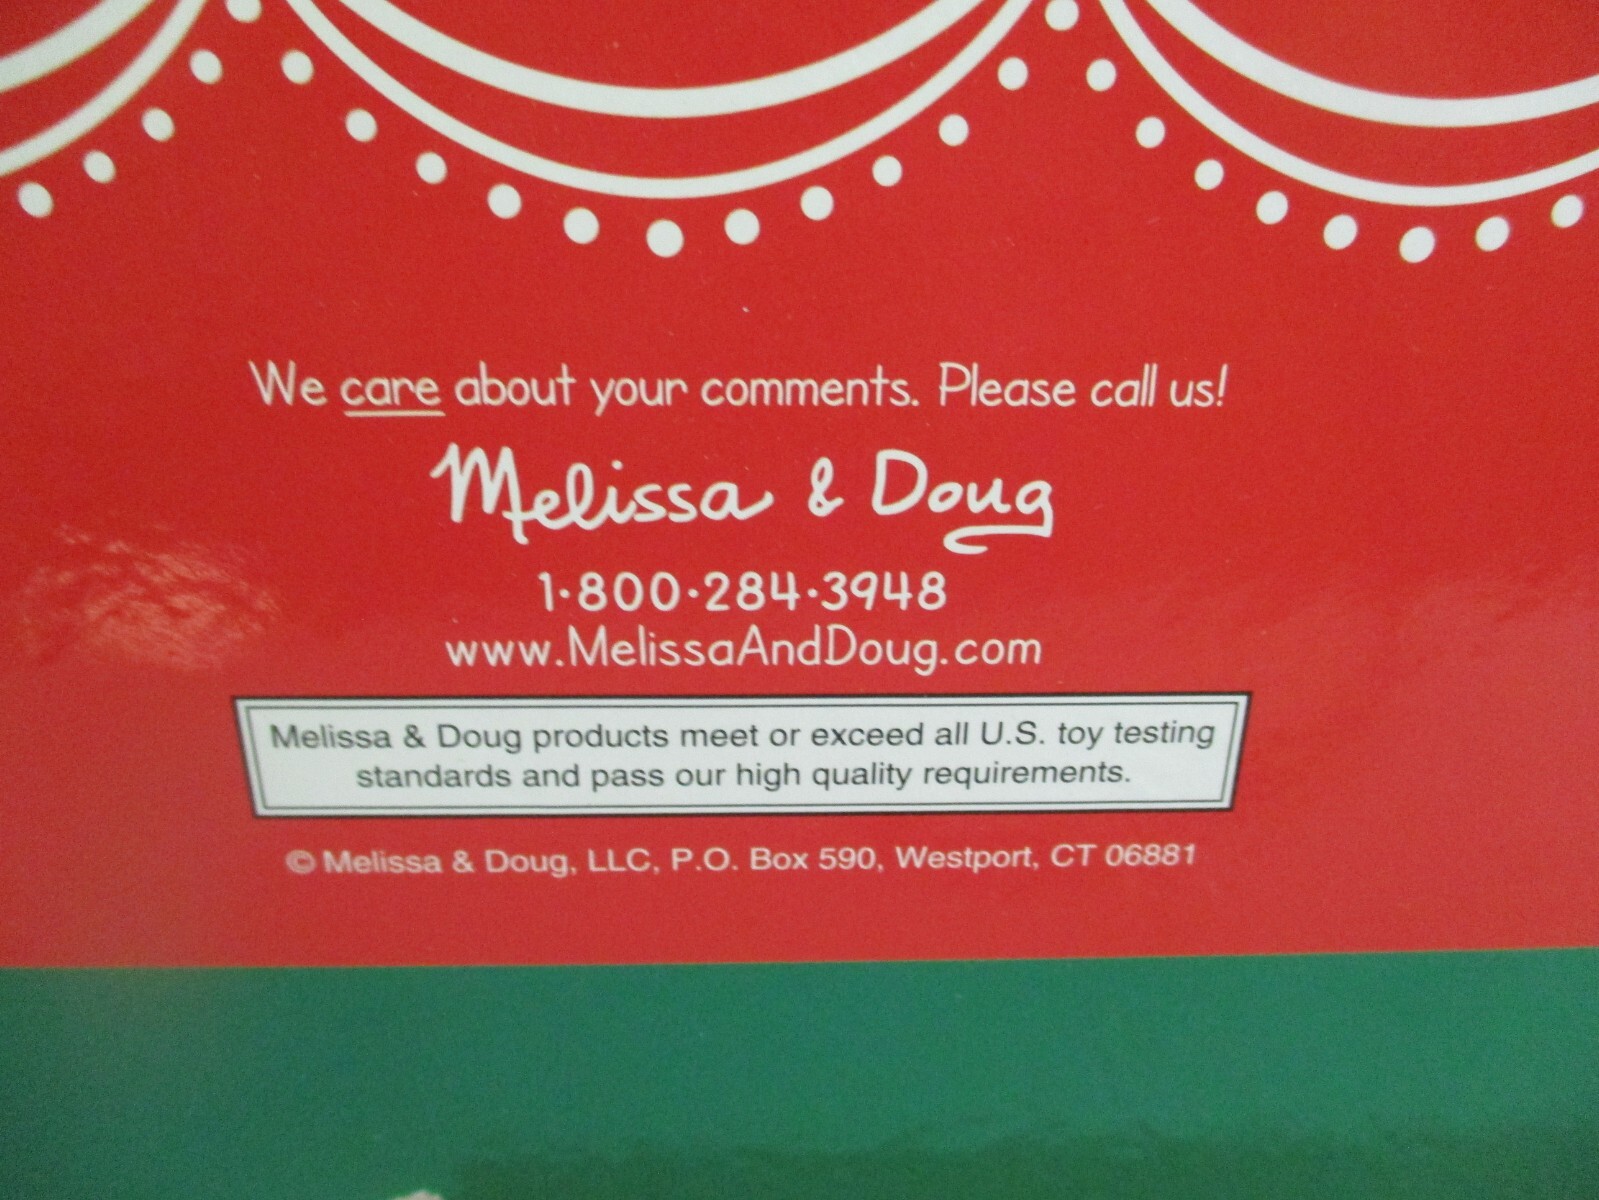 We care about your comments. Please call us!
Melissa & Doug
1·800·284·3948
www.MelissaAndDoug.com
Melissa & Doug products meet or exceed all U.S. toy testing
standards and pass our high quality requirements.
© Melissa & Doug, LLC, P.O. Box 590, Westport, CT 06881